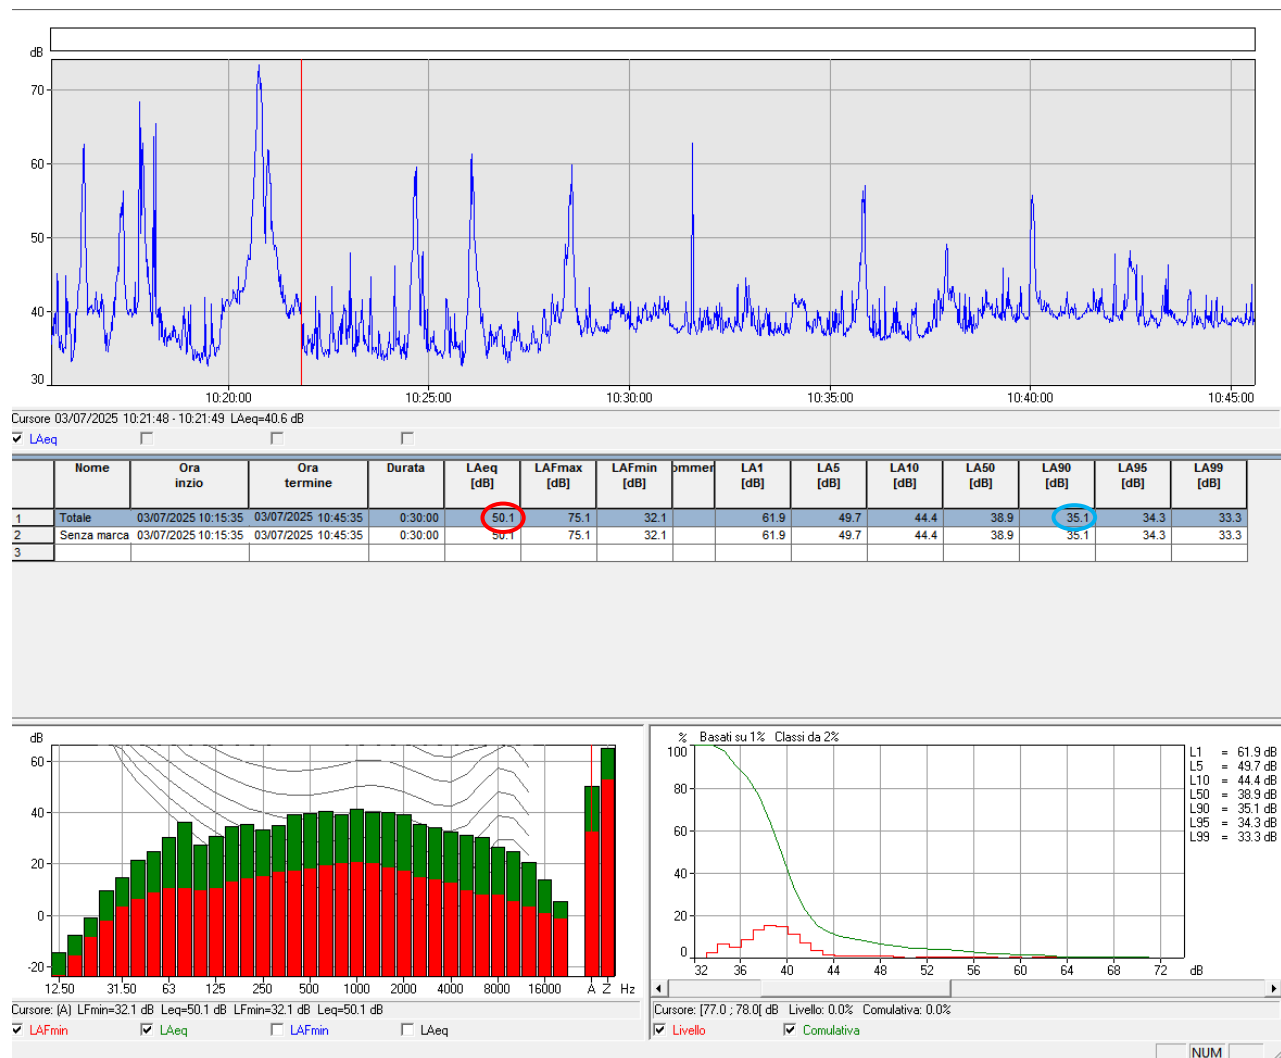 dB
70
60
50
40
30
10:20:00 10:25:00 10:30:00 10:35:00 10:40:00 10:45:00
Cursore 03/07/2025 10:21:48 - 10:21:49 LAeq=40.6 dB
LAeq
Nome Ora inzio Ora termine Durata LAeq [dB] LAFmax [dB] LAFmin [dB] ommer LA1 [dB] LA5 [dB] LA10 [dB] LA50 [dB] LA90 [dB] LA95 [dB] LA99 [dB]
1 Totale 03/07/2025 10:15:35 03/07/2025 10:45:35 0:30:00 50.1 75.1 32.1 61.9 49.7 44.4 38.9 35.1 34.3 33.3
2 Senza marca 03/07/2025 10:15:35 03/07/2025 10:45:35 0:30:00 50.1 75.1 32.1 61.9 49.7 44.4 38.9 35.1 34.3 33.3
3
dB
60
40
20
0
-20
12.50 31.50 63 125 250 500 1000 2000 4000 8000 16000 A Z Hz
Cursore: (A) LFmin=32.1 dB Leq=50.1 dB LFmin=32.1 dB Leq=50.1 dB
LAFmin LAeq LAFmin LAeq
% Basati su 1% Classi da 2%
100
80
60
40
20
0
32 36 40 44 48 52 56 60 64 68 72 dB
L1 = 61.9 dB
L5 = 49.7 dB
L10 = 44.4 dB
L50 = 38.9 dB
L90 = 35.1 dB
L95 = 34.3 dB
L99 = 33.3 dB
Cursore: [77.0 ; 78.0[ dB Livello: 0.0% Comulativa: 0.0%
Livello Comulativa
NUM